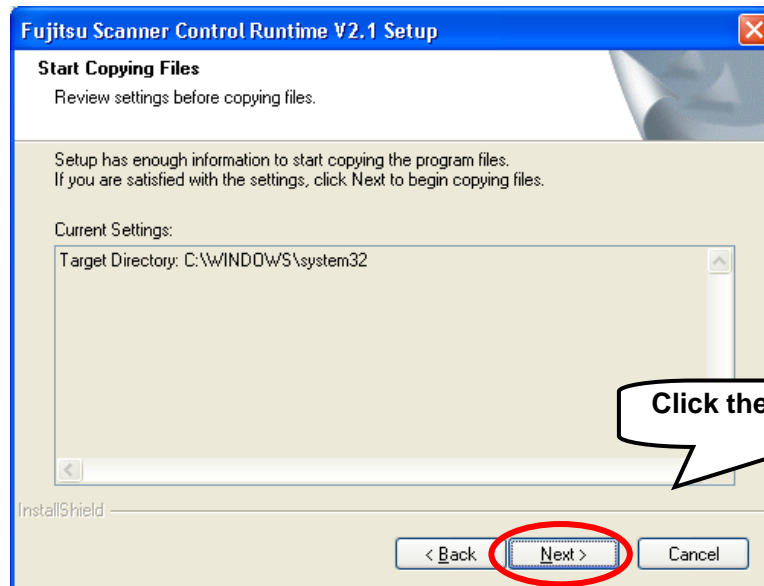 Fujitsu Scanner Control Runtime V2.1 Setup
Start Copying Files
Review settings before copying files.
Setup has enough information to start copying the program files.
If you are satisfied with the settings, click Next to begin copying files.
Current Settings:
Target Directory: C:\WINDOWS\system32
Click the
InstallShield
< Back
Next >
Cancel